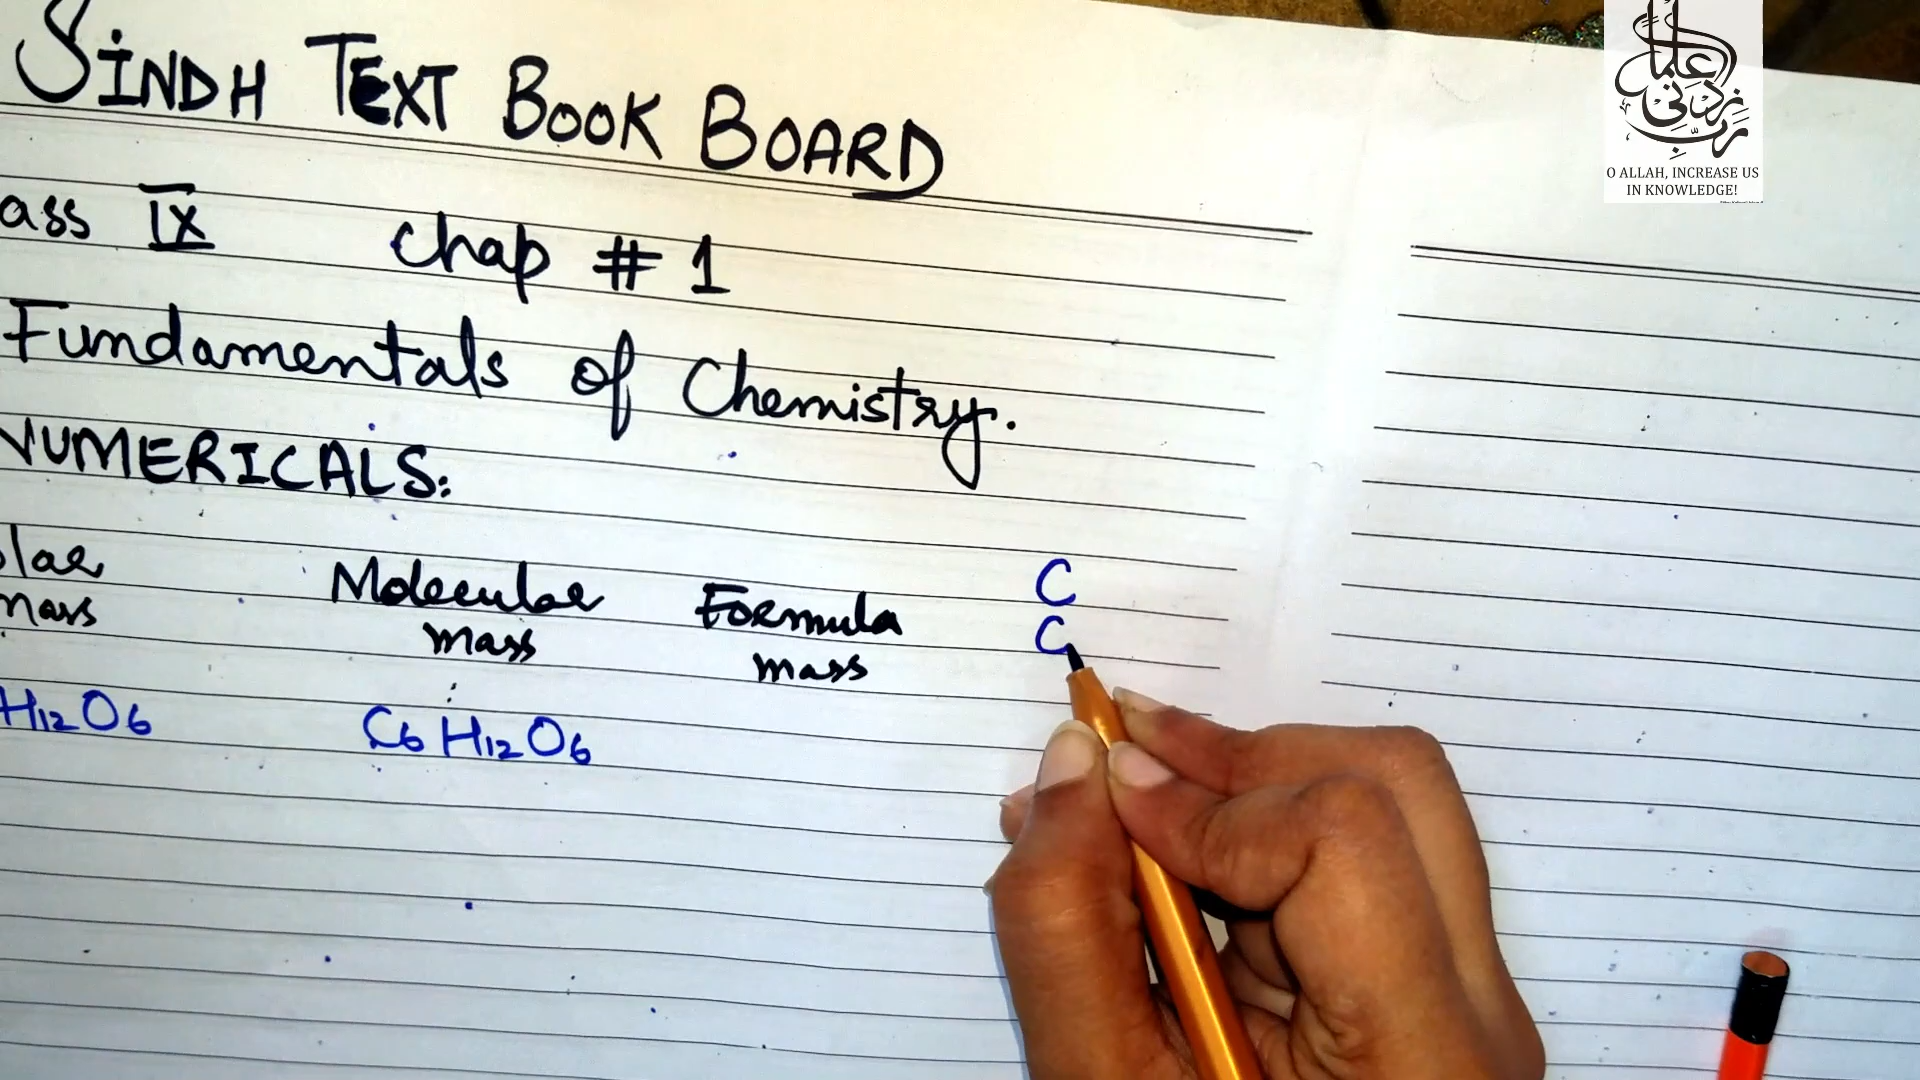 SINDH TEXT BOOK BOARD
ass IX chap # 1
Fundamentals of Chemistry.
NUMERICALS:
olar mass
Molecular mass
Formula mass
H12O6
C6H12O6
C
C
رَبِّ زِدْنِي عِلْمًا
O ALLAH, INCREASE US
IN KNOWLEDGE!